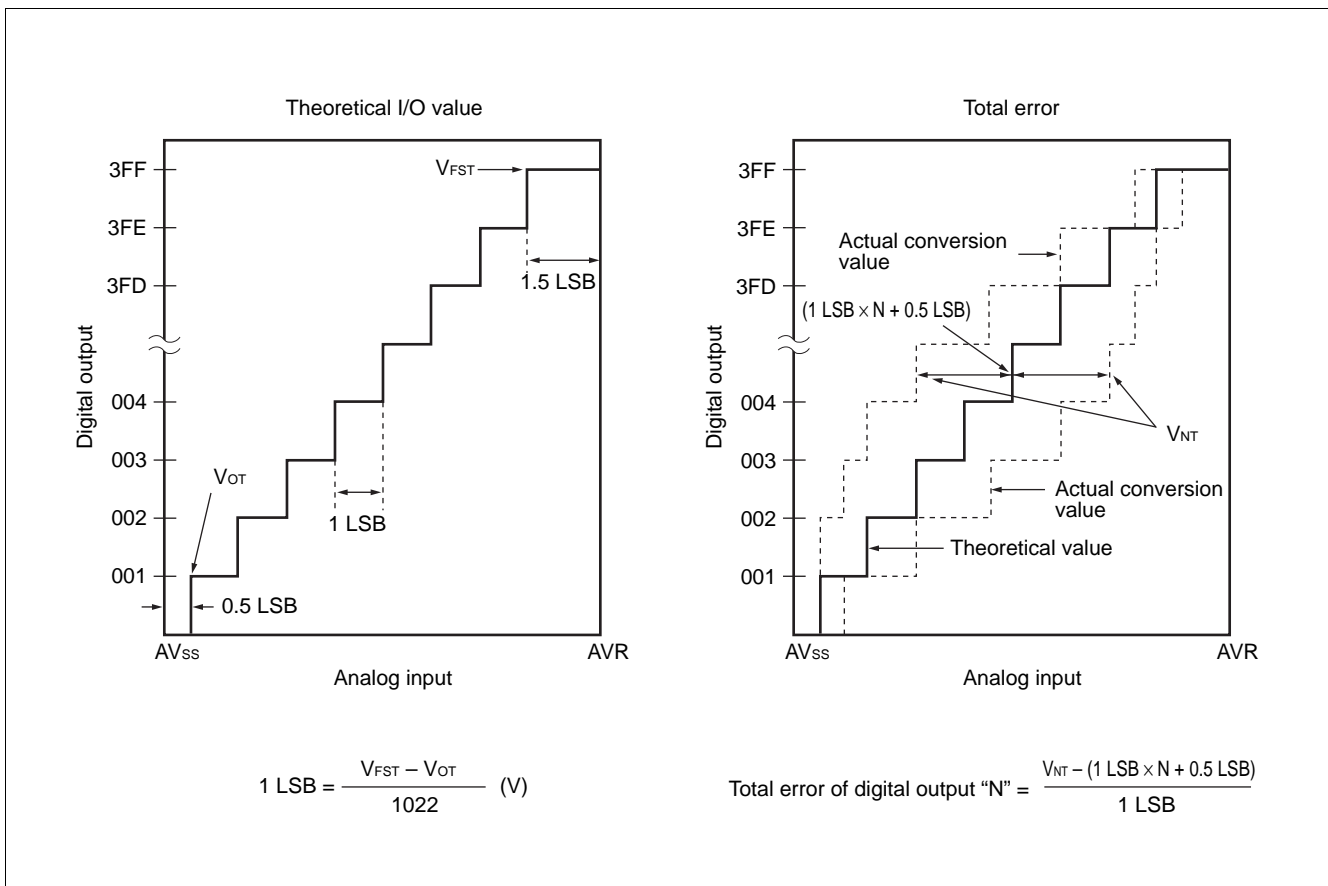 Theoretical I/O value
3FF
3FE
3FD
004
003
002
001
Digital output
VFST
1.5 LSB
VOT
1 LSB
0.5 LSB
AVSS
AVR
Analog input
1 LSB = VFST – VOT / 1022 (V)
Total error
3FF
3FE
3FD
004
003
002
001
Digital output
Actual conversion
value
(1 LSB × N + 0.5 LSB)
VNT
Actual conversion
value
Theoretical value
AVSS
AVR
Analog input
Total error of digital output “N” = VNT – (1 LSB × N + 0.5 LSB) / 1 LSB